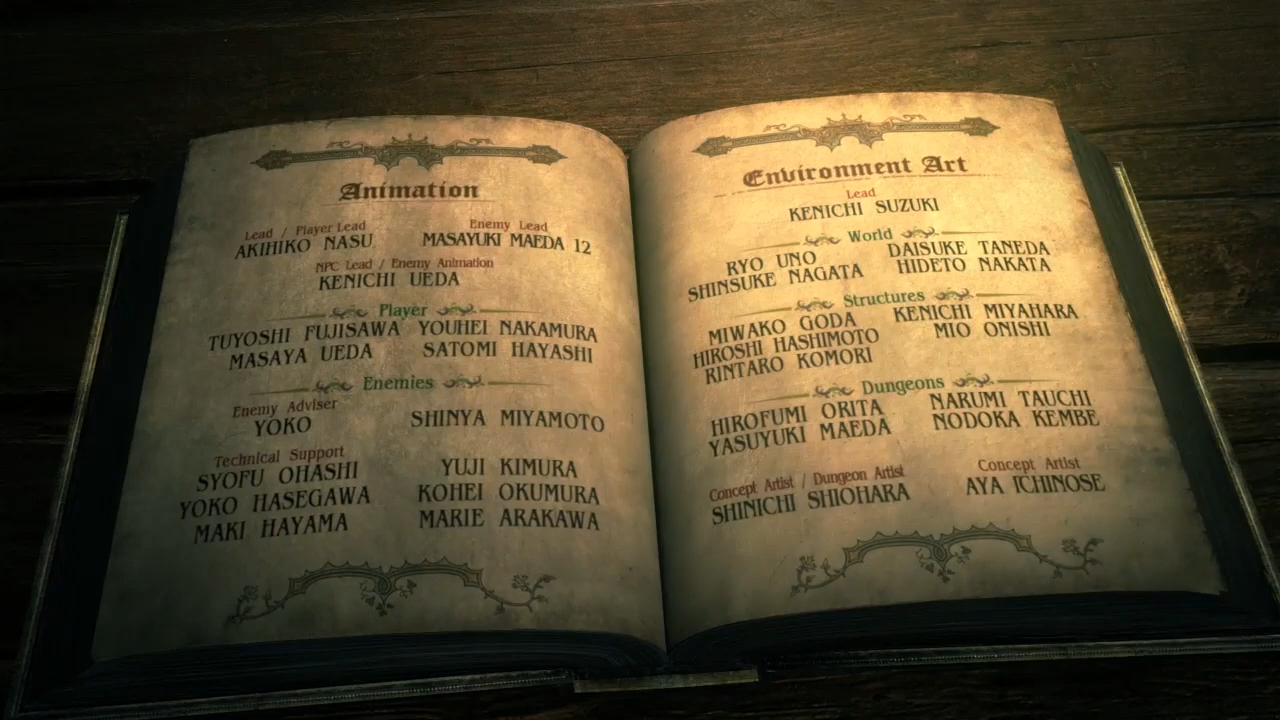 Animation
Lead / Player Lead Enemy Lead
AKIHIKO NASU MASAYUKI MAEDA 12
NPC Lead / Enemy Animation
KENICHI UEDA
Player
TUYOSHI FUJISAWA YOUHEI NAKAMURA
MASAYA UEDA SATOMI HAYASHI
Enemies
Enemy Adviser
YOKO SHINYA MIYAMOTO
Technical Support
SYOFU OHASHI YUJI KIMURA
YOKO HASEGAWA KOHEI OKUMURA
MAKI HAYAMA MARIE ARAKAWA
Environment Art
Lead
KENICHI SUZUKI
World
RYO UNO DAISUKE TANEDA
SHINSUKE NAGATA HIDETO NAKATA
Structures
MIWAKO GODA KENICHI MIYAHARA
HIROSHI HASHIMOTO MIO ONISHI
RINTARO KOMORI
Dungeons
HIROFUMI ORITA NARUMI TAUCHI
YASUYUKI MAEDA NODOKA KEMBE
Concept Artist / Dungeon Artist Concept Artist
SHINICHI SHIOHARA AYA ICHINOSE